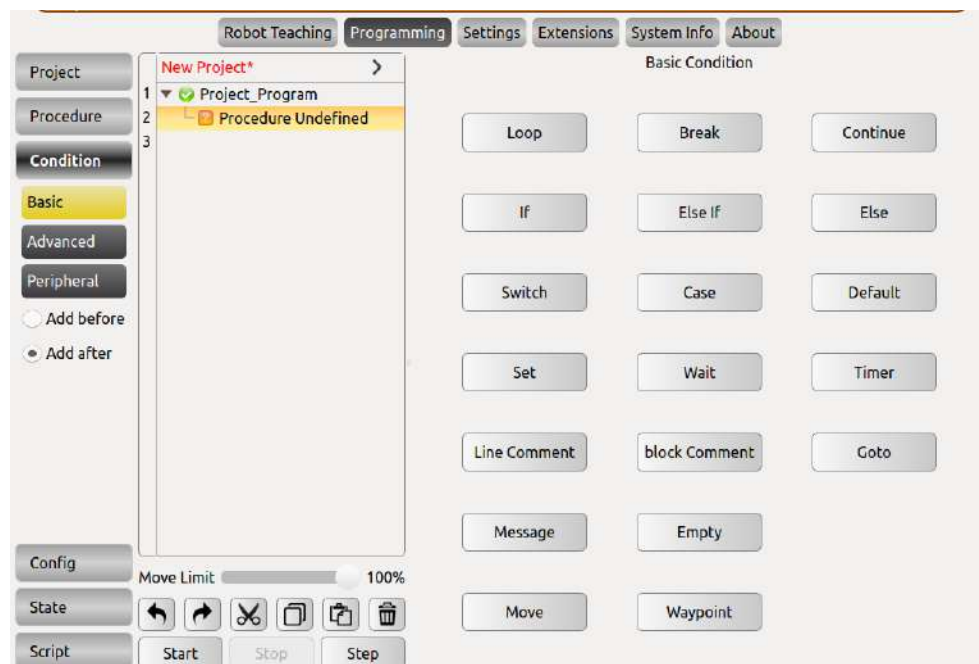 Robot Teaching Programming Settings Extensions System Info About
Project
Procedure
Condition
Basic
Advanced
Peripheral
Add before
Add after
Config
State
Script
New Project* >
1 Project_Program
2 Procedure Undefined
3
Move Limit 100%
Start Stop Step
Basic Condition
Loop Break Continue
If Else If Else
Switch Case Default
Set Wait Timer
Line Comment block Comment Goto
Message Empty
Move Waypoint